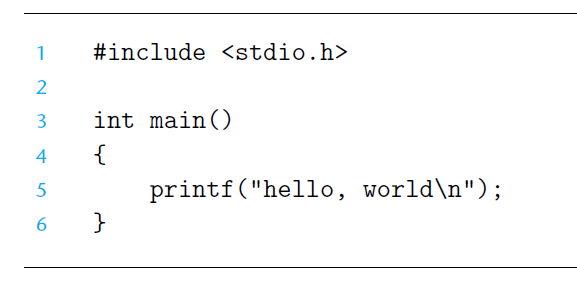 1 #include <stdio.h>
2
3 int main()
4 {
5 printf("hello, world\n");
6 }